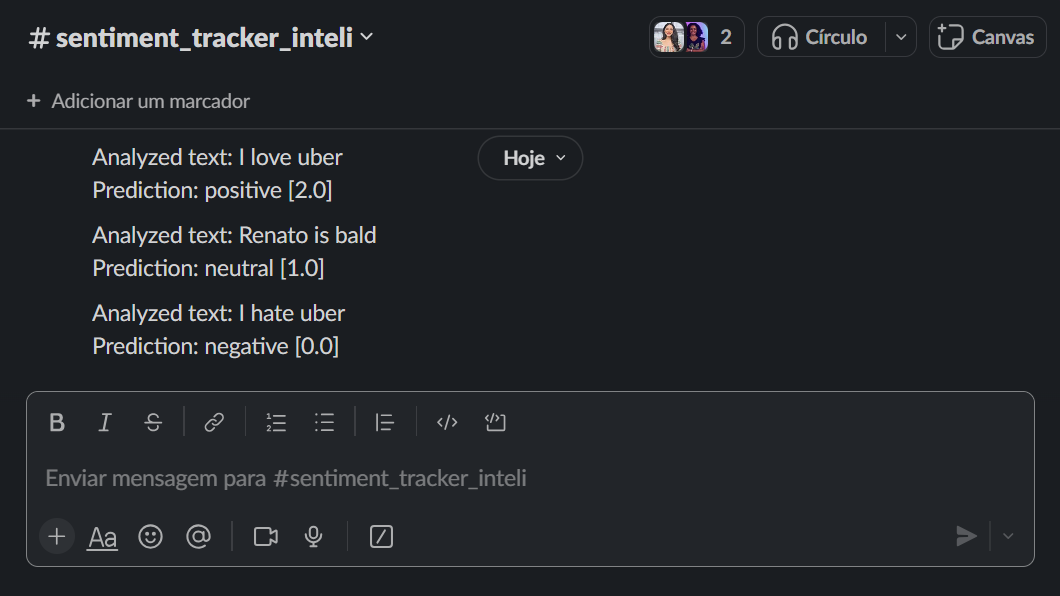 # sentiment_tracker_inteli
2
Círculo
Canvas
+ Adicionar um marcador
Hoje
Analyzed text: I love uber
Prediction: positive [2.0]
Analyzed text: Renato is bald
Prediction: neutral [1.0]
Analyzed text: I hate uber
Prediction: negative [0.0]
Enviar mensagem para #sentiment_tracker_inteli
Aa